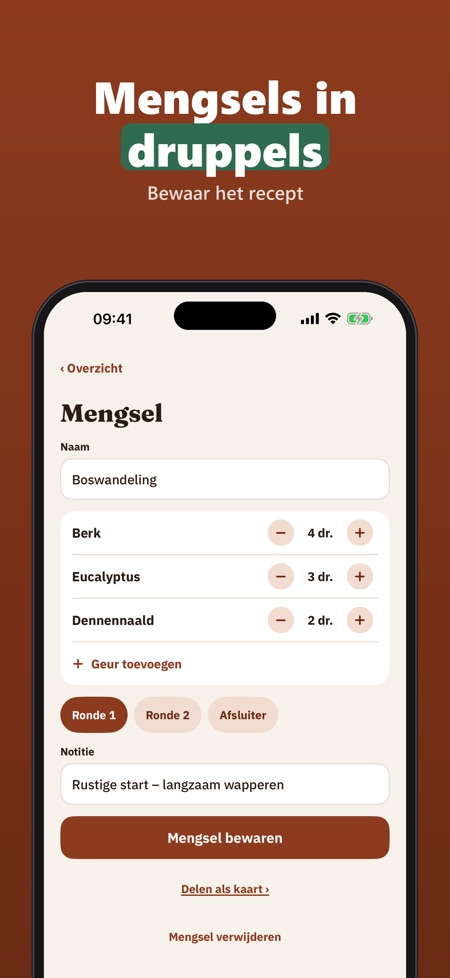 Mengsels in
druppels
Bewaar het recept
09:41
‹ Overzicht
Mengsel
Naam
Boswandeling
Berk − 4 dr. +
Eucalyptus − 3 dr. +
Dennennaald − 2 dr. +
+ Geur toevoegen
Ronde 1 Ronde 2 Afsluiter
Notitie
Rustige start – langzaam wapperen
Mengsel bewaren
Delen als kaart ›
Mengsel verwijderen